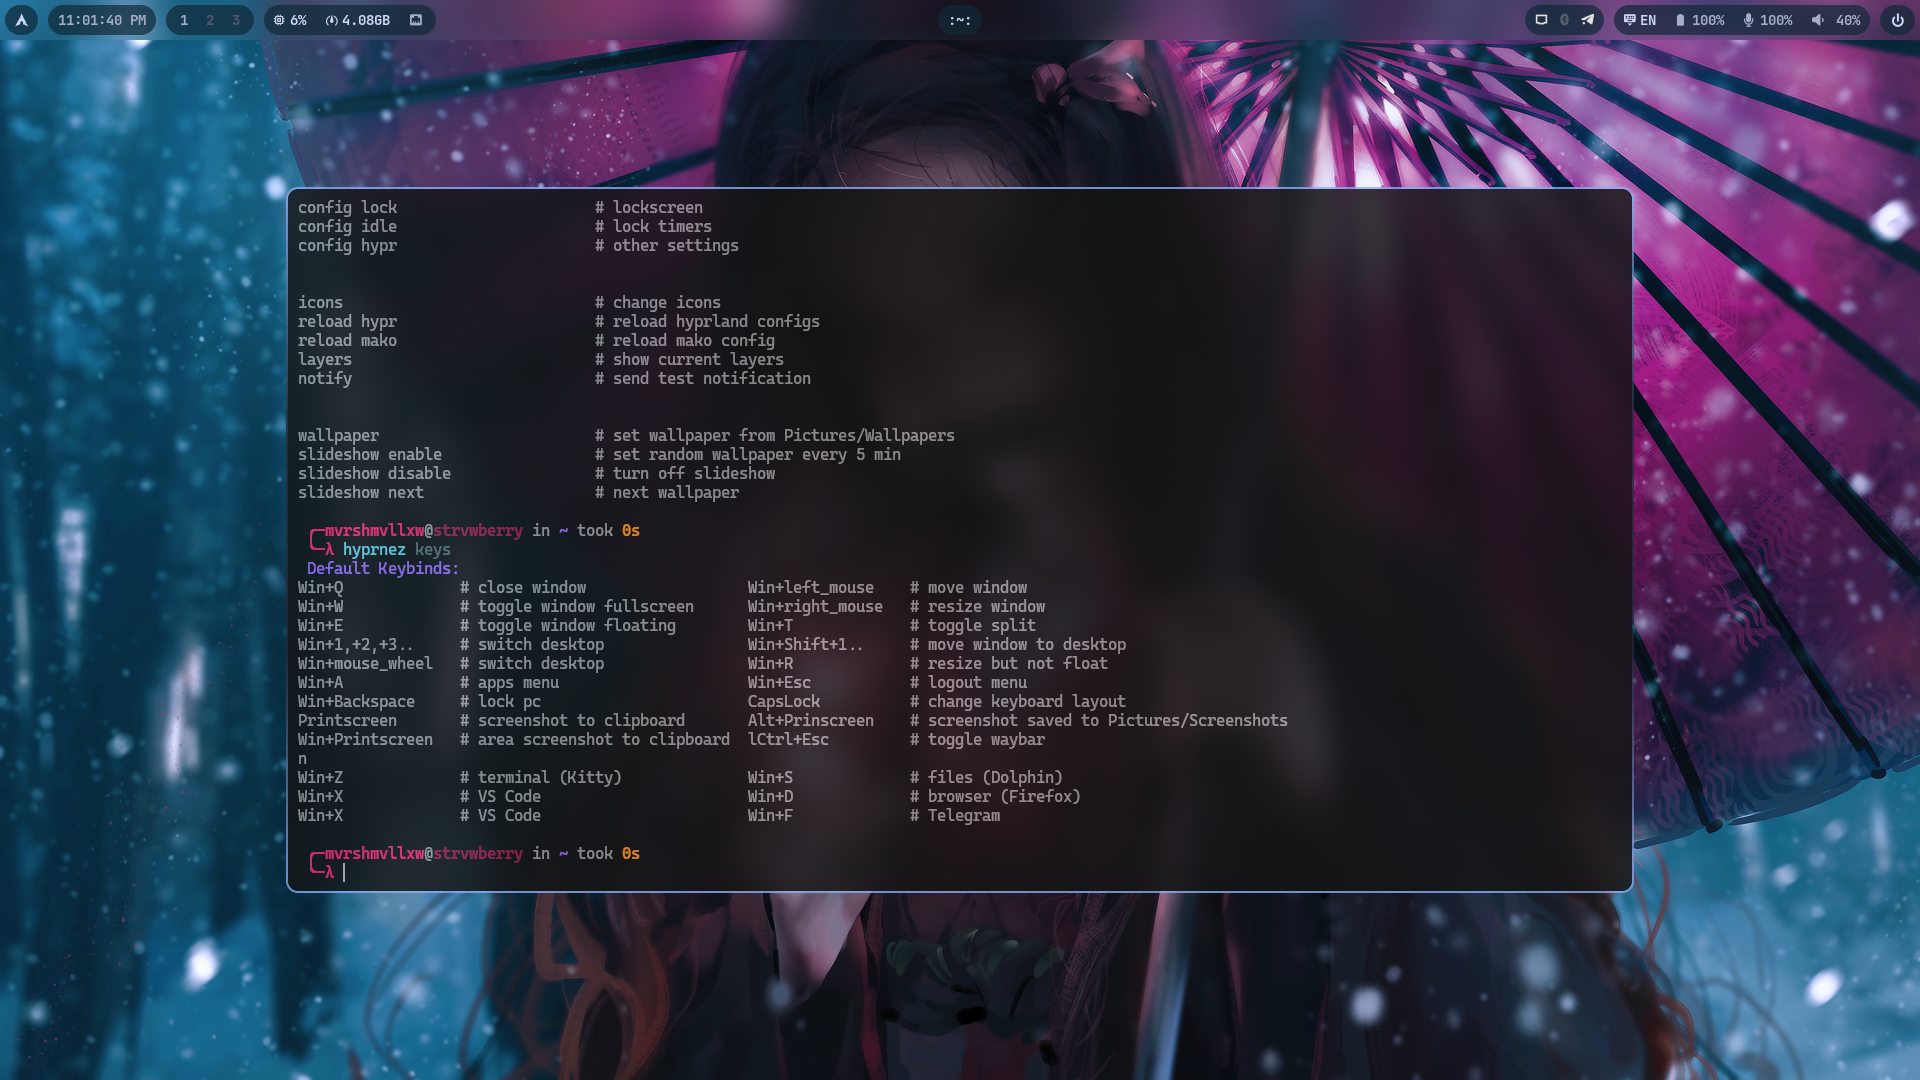 11:01:40 PM 1 2 3 6% 4.08GB :~: EN 100% 100% 40%
config lock # lockscreen
config idle # lock timers
config hypr # other settings
icons # change icons
reload hypr # reload hyprland configs
reload mako # reload mako config
layers # show current layers
notify # send test notification
wallpaper # set wallpaper from Pictures/Wallpapers
slideshow enable # set random wallpaper every 5 min
slideshow disable # turn off slideshow
slideshow next # next wallpaper
mvrshmvllxw@strvwberry in ~ took 0s
λ hyprnez keys
Default Keybinds:
Win+Q # close window Win+left_mouse # move window
Win+W # toggle window fullscreen Win+right_mouse # resize window
Win+E # toggle window floating Win+T # toggle split
Win+1,+2,+3.. # switch desktop Win+Shift+1.. # move window to desktop
Win+mouse_wheel # switch desktop Win+R # resize but not float
Win+A # apps menu Win+Esc # logout menu
Win+Backspace # lock pc CapsLock # change keyboard layout
Printscreen # screenshot to clipboard Alt+Prinscreen # screenshot saved to Pictures/Screenshots
Win+Printscreen # area screenshot to clipboard lCtrl+Esc # toggle waybar
n
Win+Z # terminal (Kitty) Win+S # files (Dolphin)
Win+X # VS Code Win+D # browser (Firefox)
Win+X # VS Code Win+F # Telegram
mvrshmvllxw@strvwberry in ~ took 0s
λ